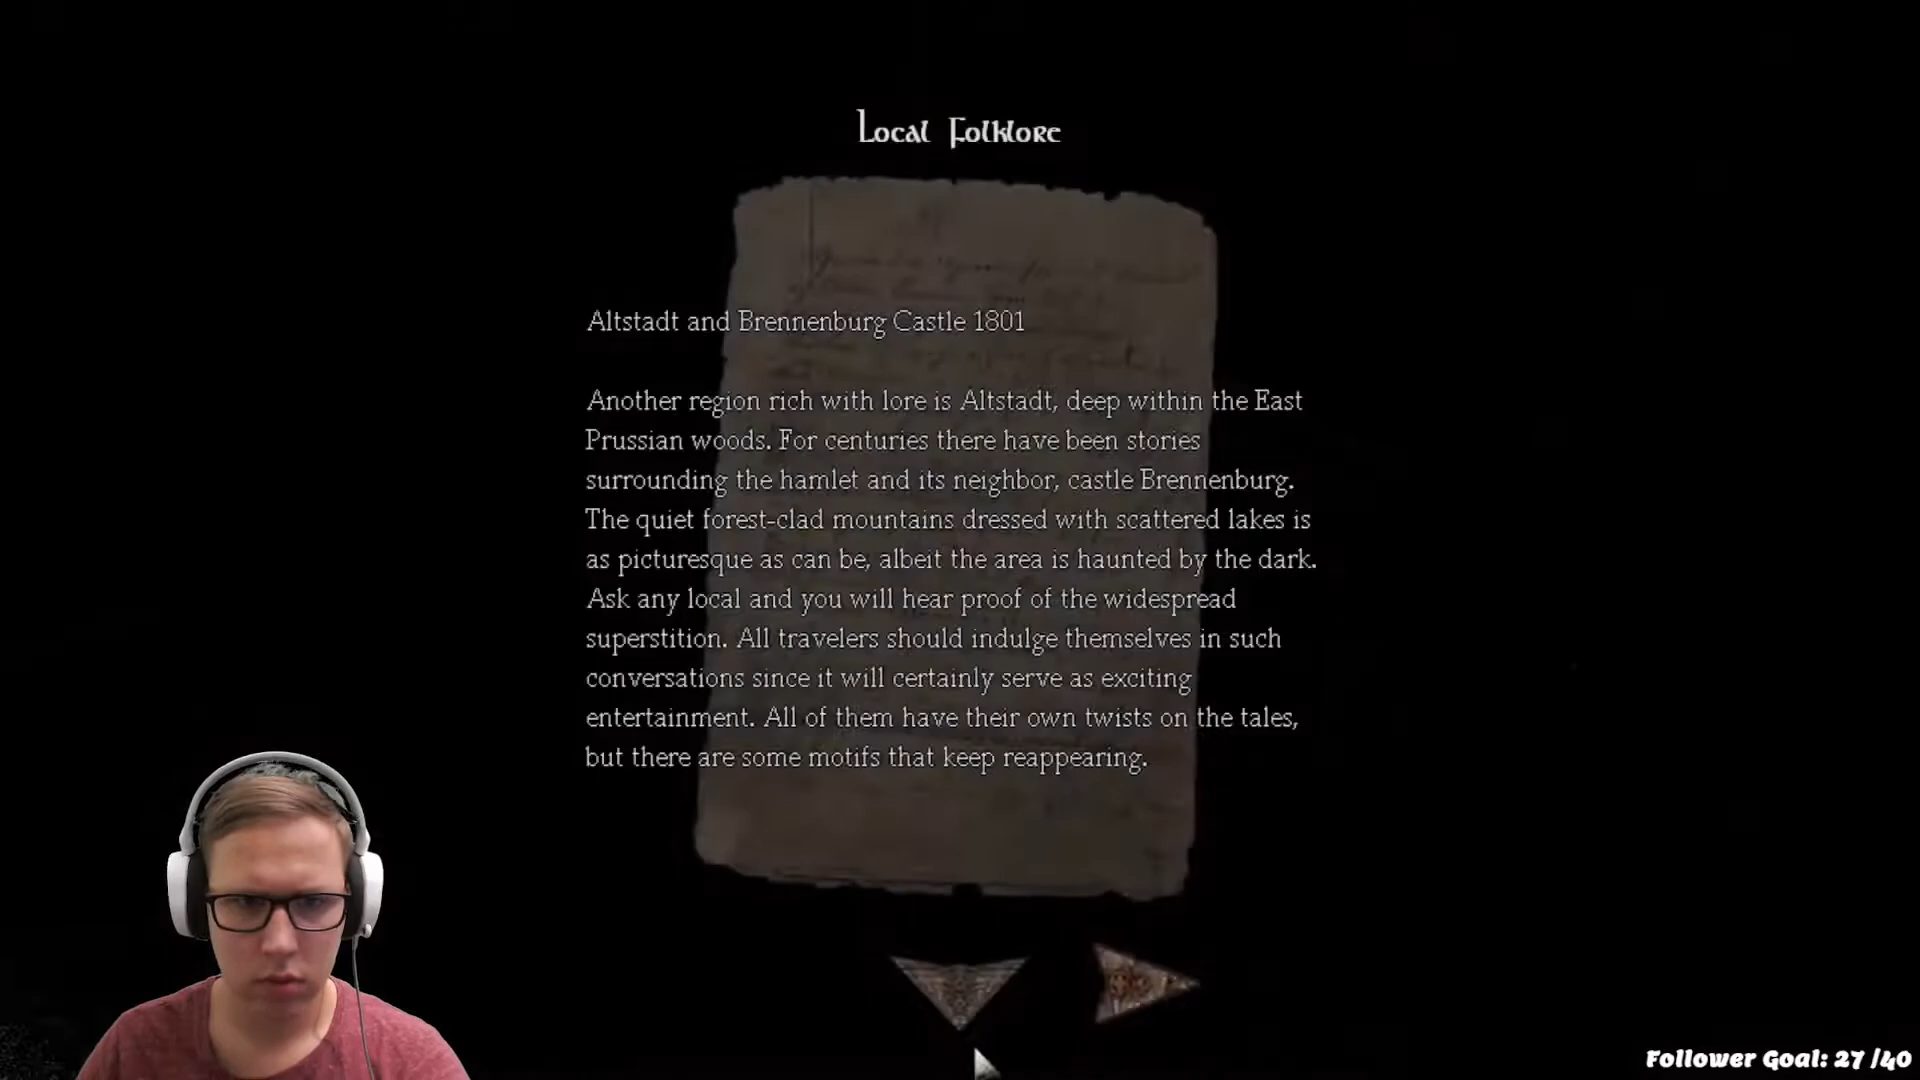 Local Folklore
Altstadt and Brennenburg Castle 1801
Another region rich with lore is Altstadt, deep within the East
Prussian woods. For centuries there have been stories
surrounding the hamlet and its neighbor, castle Brennenburg.
The quiet forest-clad mountains dressed with scattered lakes is
as picturesque as can be, albeit the area is haunted by the dark.
Ask any local and you will hear proof of the widespread
superstition. All travelers should indulge themselves in such
conversations since it will certainly serve as exciting
entertainment. All of them have their own twists on the tales,
but there are some motifs that keep reappearing.
Follower Goal: 27 /40